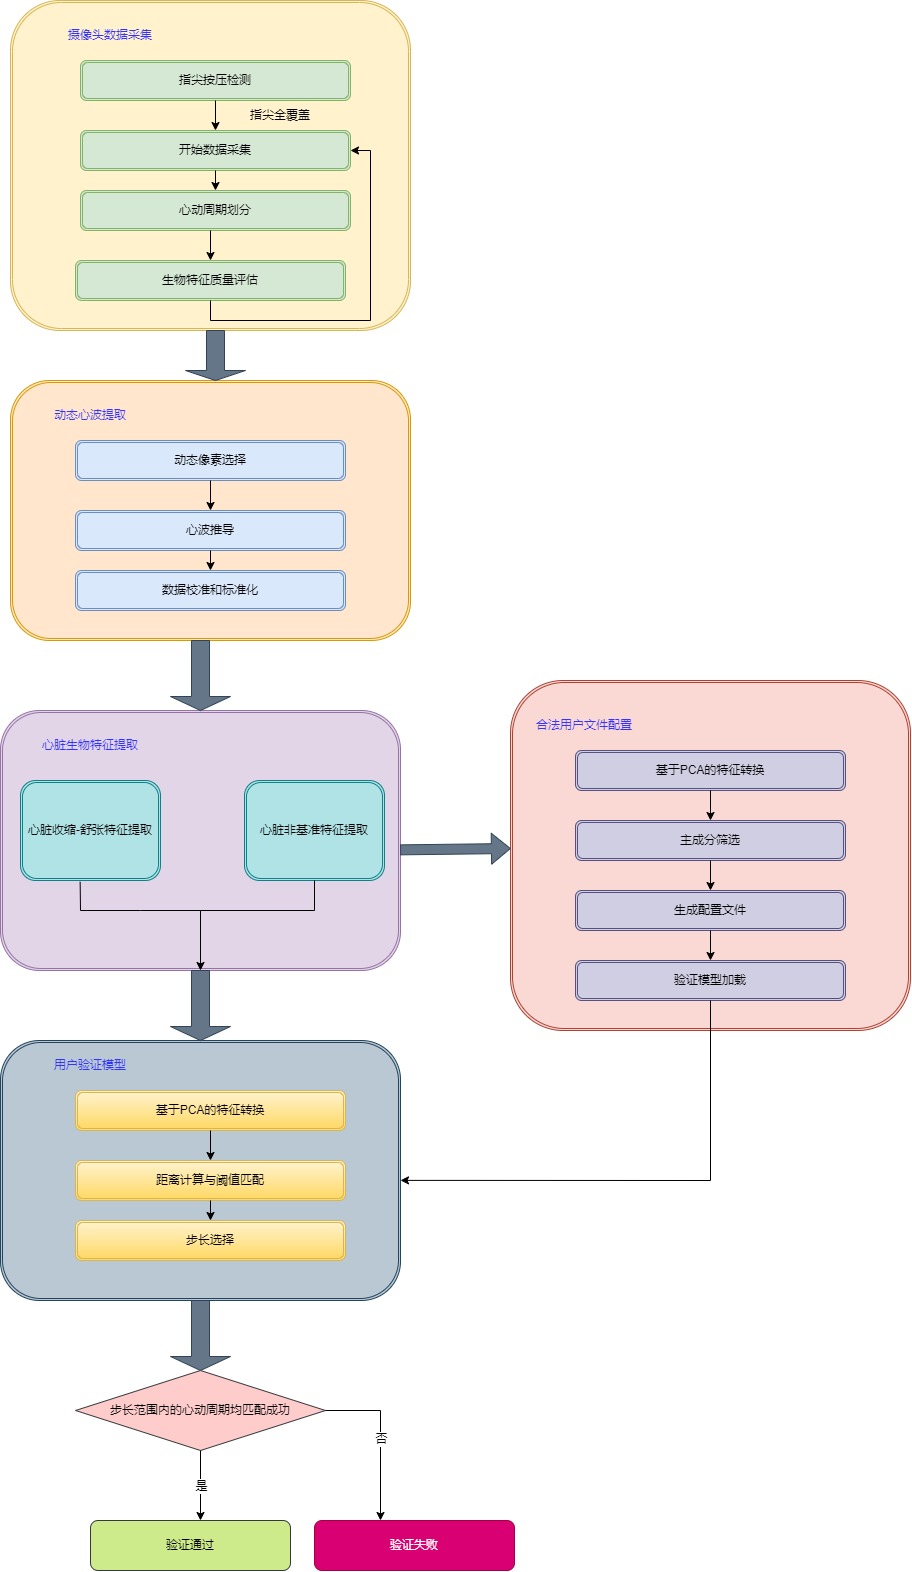 摄像头数据采集
指尖按压检测
指尖全覆盖
开始数据采集
心动周期划分
生物特征质量评估
动态心波提取
动态像素选择
心波推导
数据校准和标准化
心脏生物特征提取
心脏收缩-舒张特征提取
心脏非基准特征提取
合法用户文件配置
基于PCA的特征转换
主成分筛选
生成配置文件
验证模型加载
用户验证模型
基于PCA的特征转换
距离计算与阈值匹配
步长选择
步长范围内的心动周期均匹配成功
否
是
验证通过
验证失败